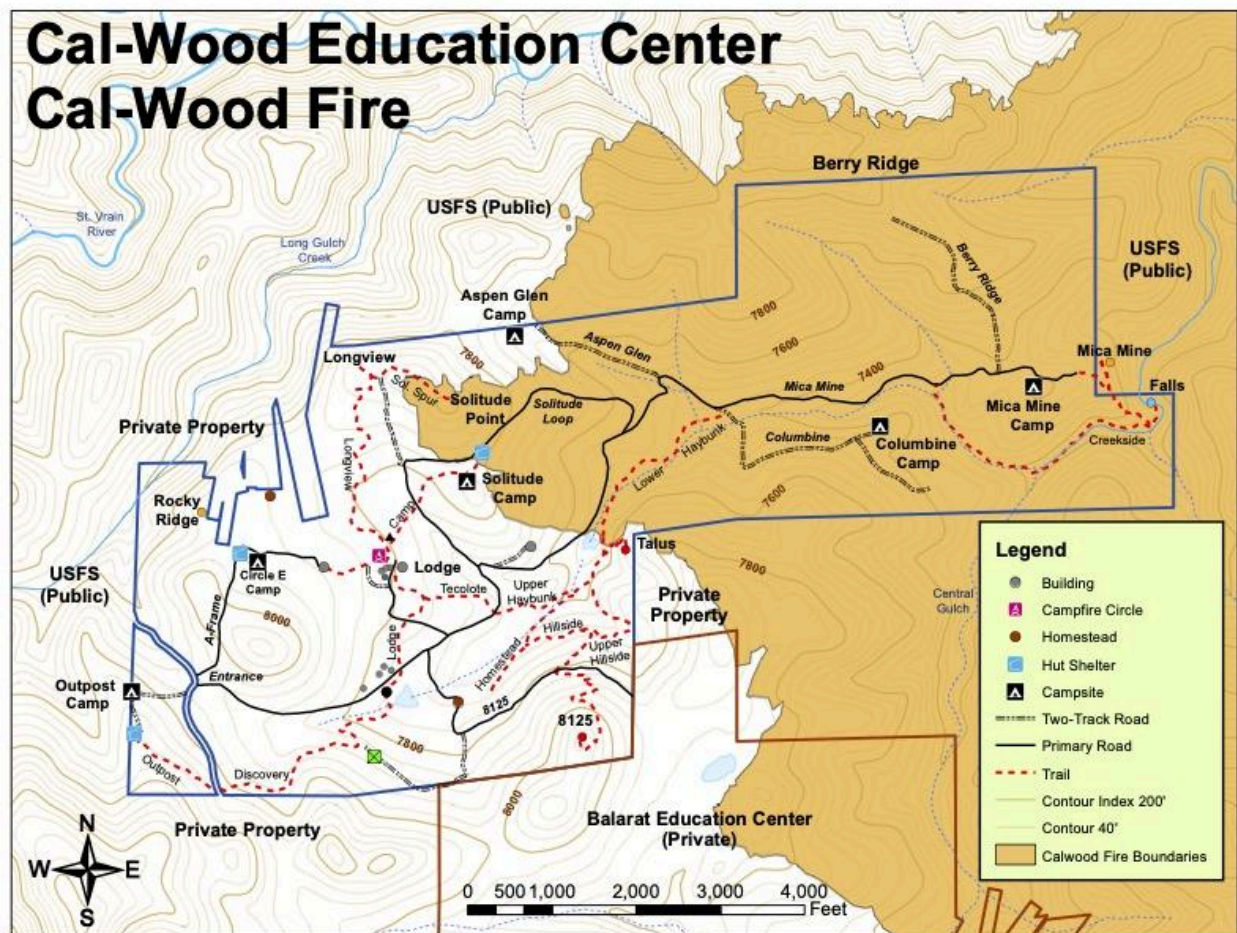 Cal-Wood Education Center
Cal-Wood Fire
Berry Ridge
USFS (Public)
St. Vrain
River
Long Gulch
Creek
USFS
(Public)
Berry Ridge
Aspen Glen
Camp
7800
7800
Aspen Glen
7600
7400
Longview
Sol. Spur
Mica Mine
Mica Mine
Falls
Solitude
Point
Solitude
Loop
Mica Mine
Camp
Private Property
Longview
Lower
Haybunk
Columbine
Columbine
Camp
Creekside
Solitude
Camp
7600
Rocky
Ridge
Camp
Talus
7800
USFS
(Public)
Circle E
Camp
Lodge
Tecolote
Upper
Haybunk
Private
Property
Central
Gulch
A-Frame
8000
Lodge
Homestead
Hillside
Upper
Hillside
Entrance
Outpost
Camp
8125
8125
7800
Outpost
Discovery
8000
Private Property
Balarat Education Center
(Private)
Legend
Building
Campfire Circle
Homestead
Hut Shelter
Campsite
Two-Track Road
Primary Road
Trail
Contour Index 200'
Contour 40'
Calwood Fire Boundaries
N
W E
S
0 500 1,000 2,000 3,000 4,000
Feet